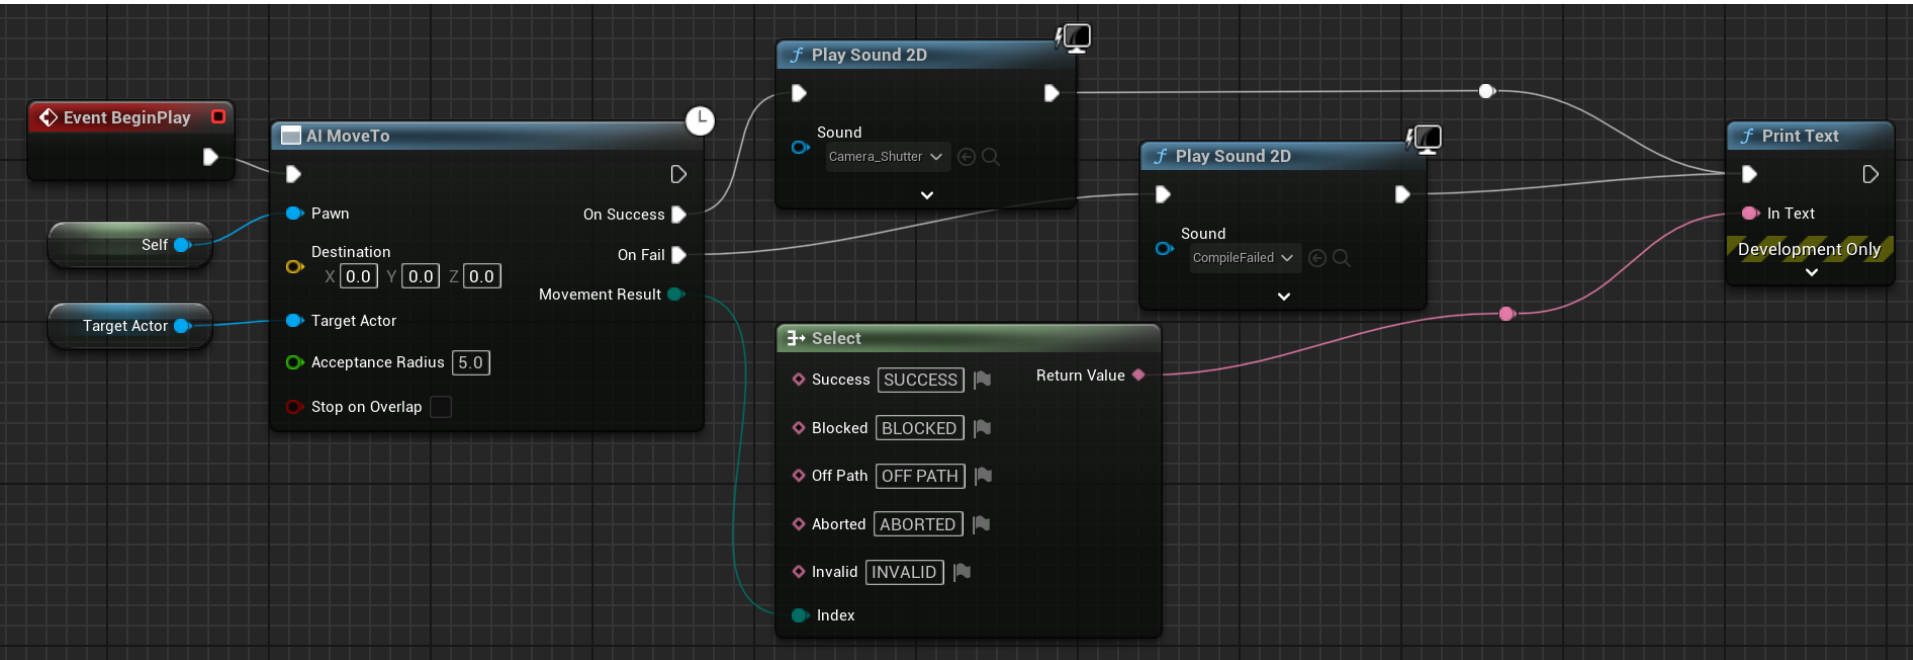 Event BeginPlay
Self
Target Actor
AI MoveTo
Pawn
Destination
X 0.0 Y 0.0 Z 0.0
Target Actor
Acceptance Radius 5.0
Stop on Overlap
On Success
On Fail
Movement Result
f Play Sound 2D
Sound
Camera_Shutter
f Play Sound 2D
Sound
CompileFailed
Select
Success SUCCESS
Blocked BLOCKED
Off Path OFF PATH
Aborted ABORTED
Invalid INVALID
Index
Return Value
f Print Text
In Text
Development Only